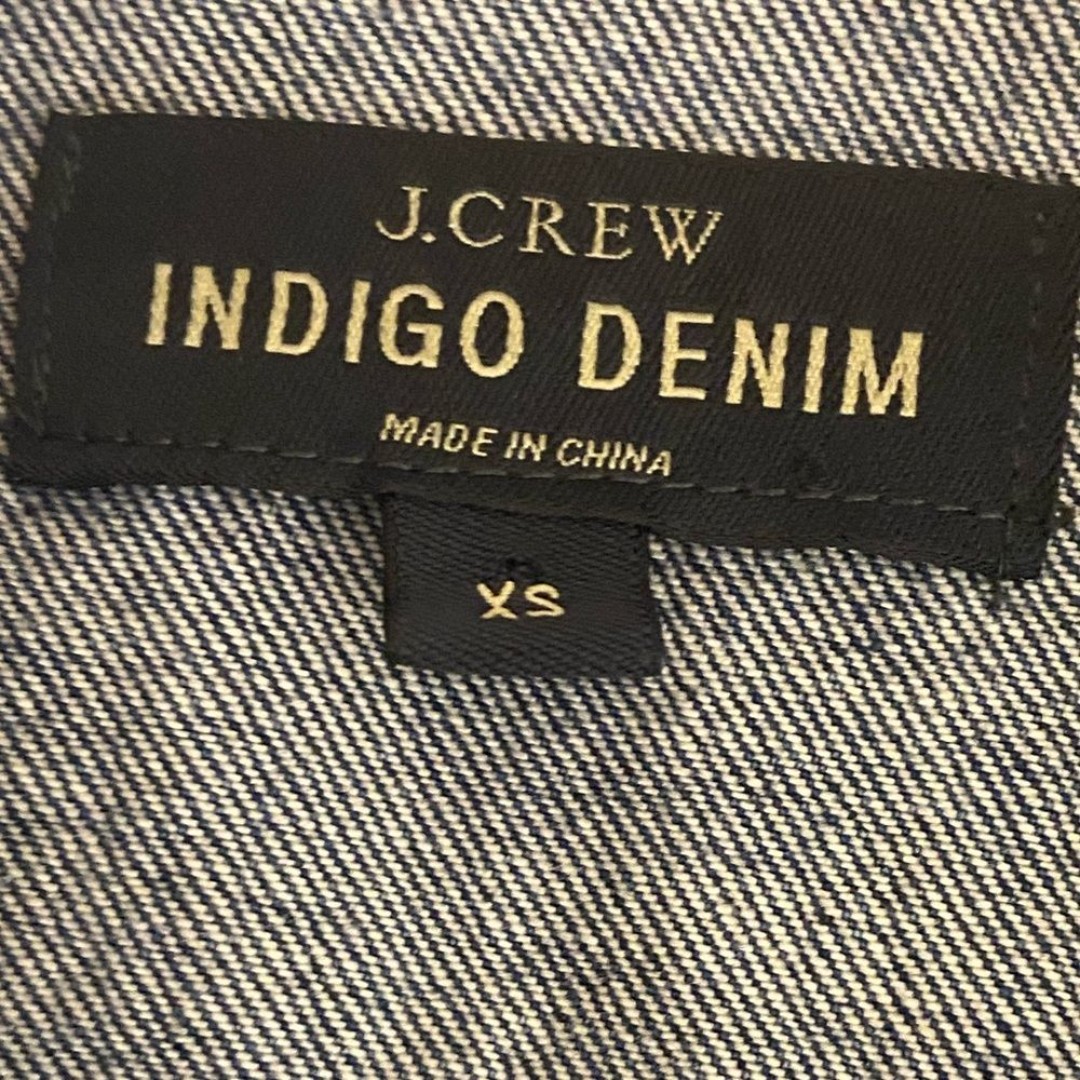 J.CREW
INDIGO DENIM
MADE IN CHINA
XS